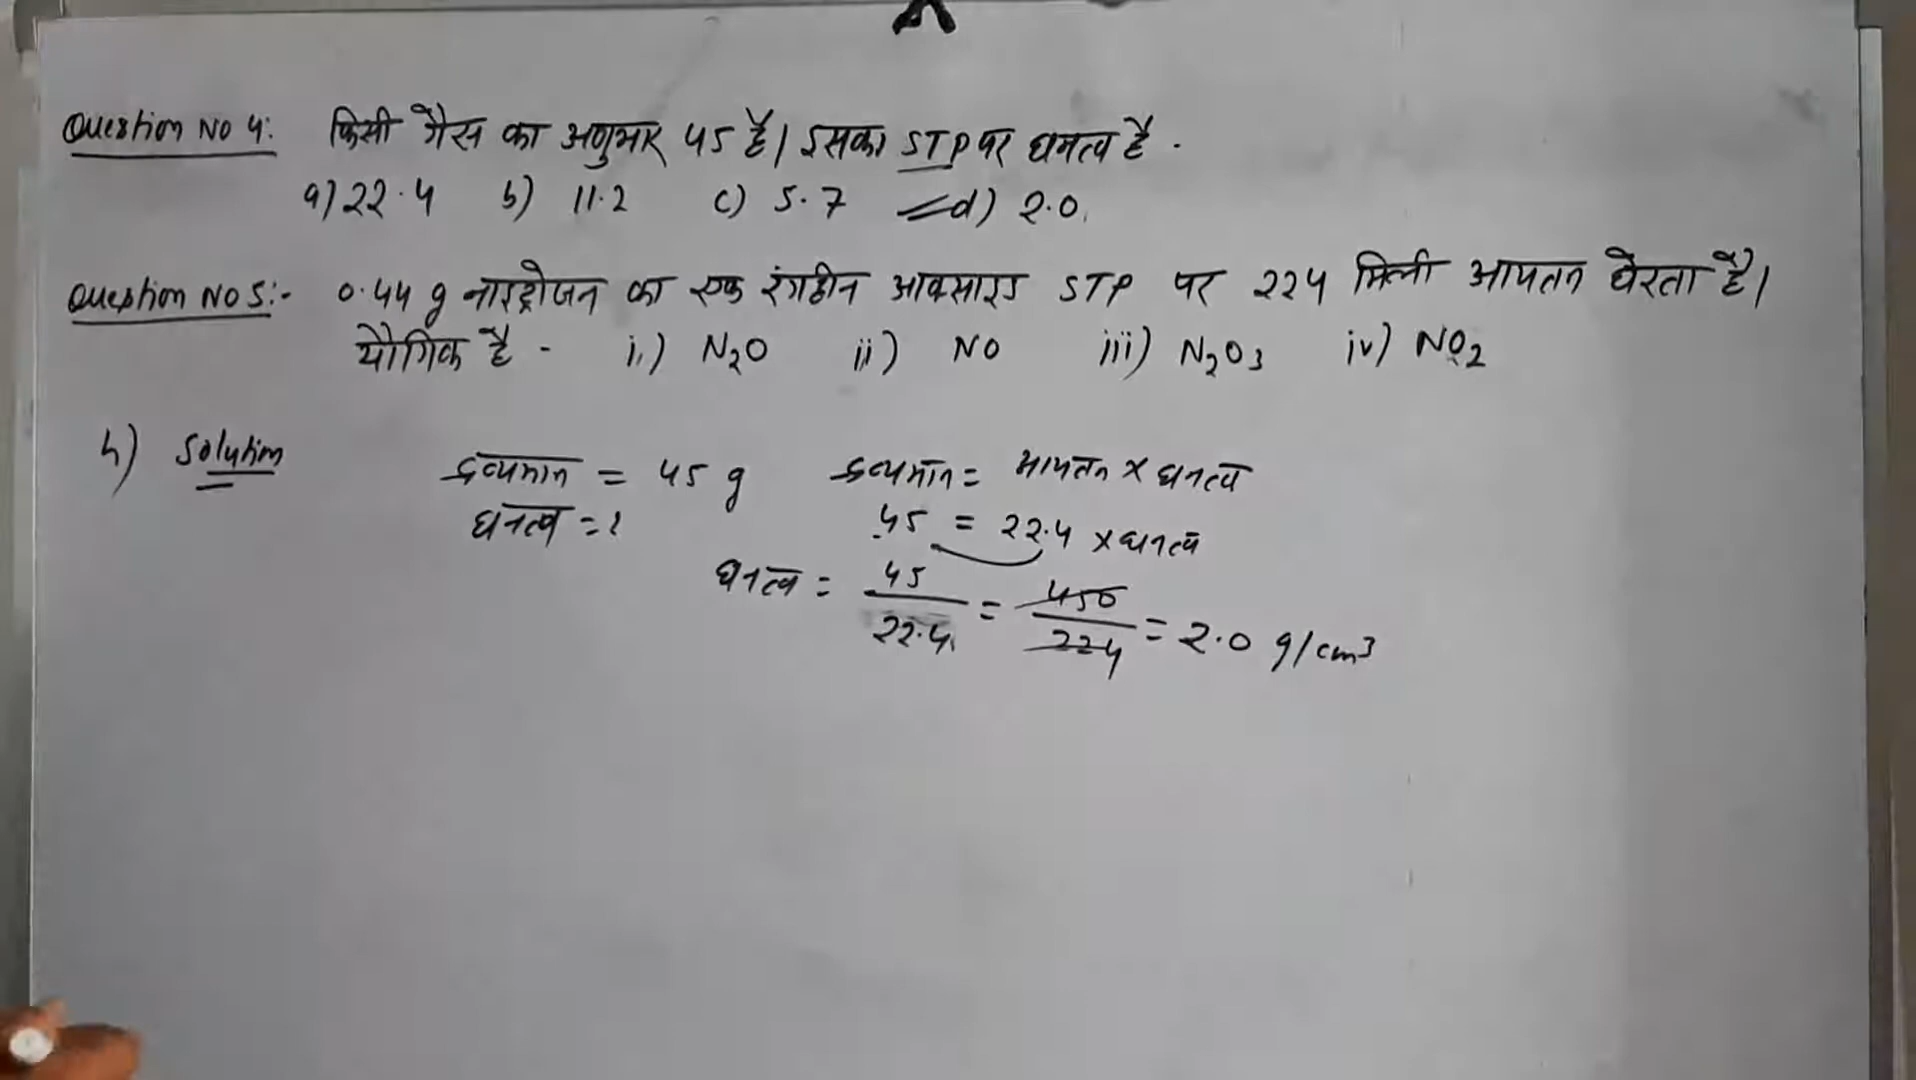 Question No 4: किसी गैस का अणुभार 45 है। इसका STP पर घनत्व है -
a) 22.4 b) 11.2 c) 5.7 d) 2.0
Question No 5:- 0.44 g नाइट्रोजन का एक रंगहीन आक्साइड STP पर 224 मिली आयतन घेरता है।
यौगिक है - i) N₂O ii) NO iii) N₂O₃ iv) NO₂
4) Solution द्रव्यमान = 45 g द्रव्यमान = आयतन × घनत्व
घनत्व = ? 45 = 22.4 × घनत्व
घनत्व = 45/22.4 = 450/224 = 2.0 g/cm³